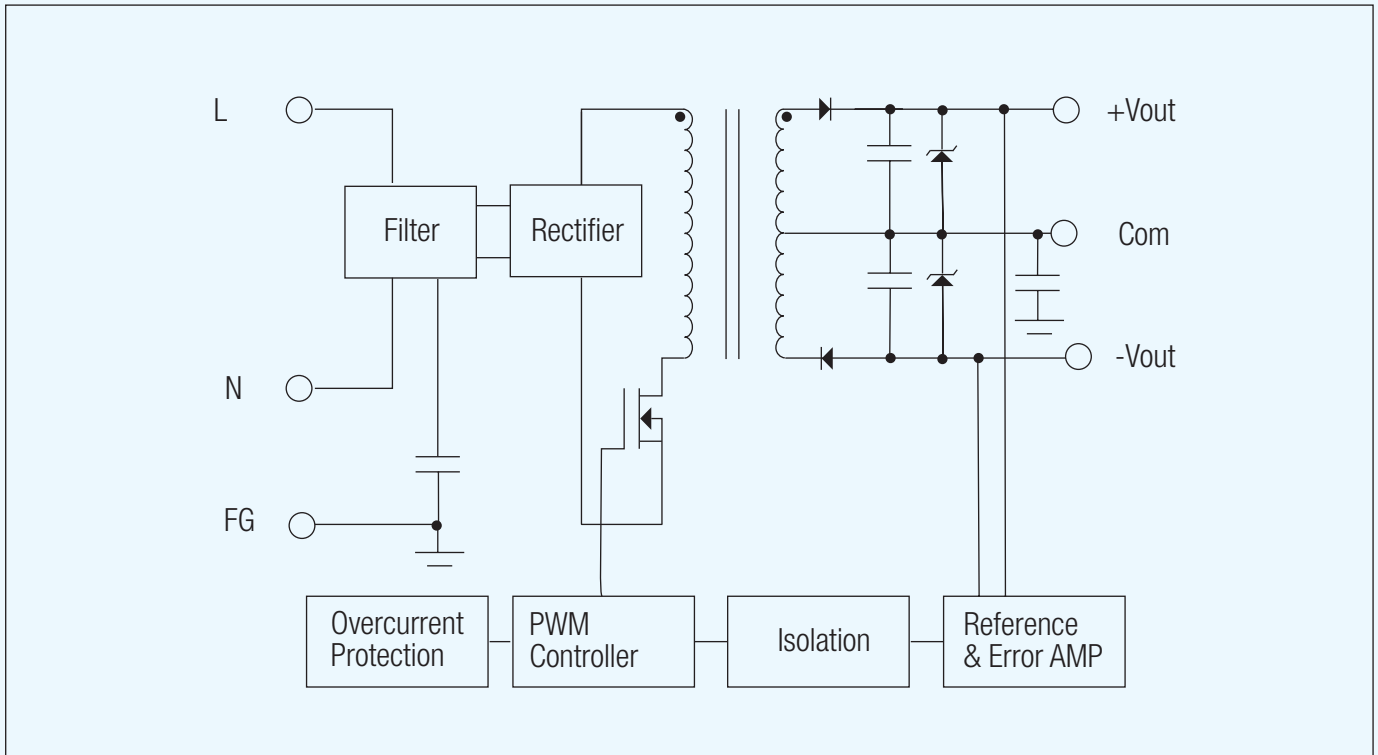 L
+Vout
Filter
Rectifier
Com
N
-Vout
FG
Overcurrent
Protection
PWM
Controller
Isolation
Reference
& Error AMP